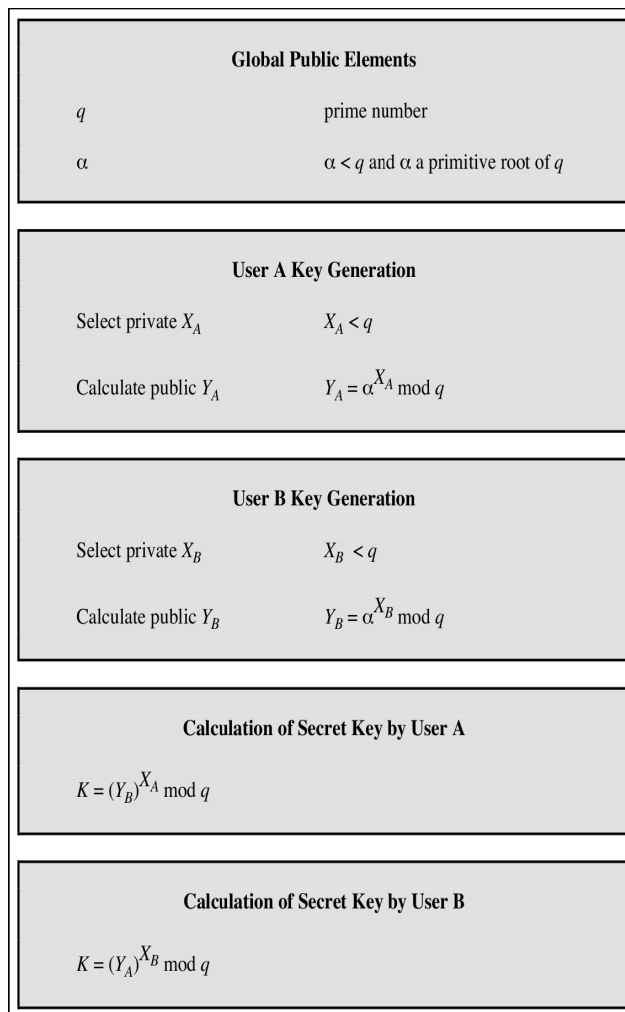 Global Public Elements
q prime number
α α < q and α a primitive root of q
User A Key Generation
Select private X_A X_A < q
Calculate public Y_A Y_A = α^{X_A} mod q
User B Key Generation
Select private X_B X_B < q
Calculate public Y_B Y_B = α^{X_B} mod q
Calculation of Secret Key by User A
K = (Y_B)^{X_A} mod q
Calculation of Secret Key by User B
K = (Y_A)^{X_B} mod q